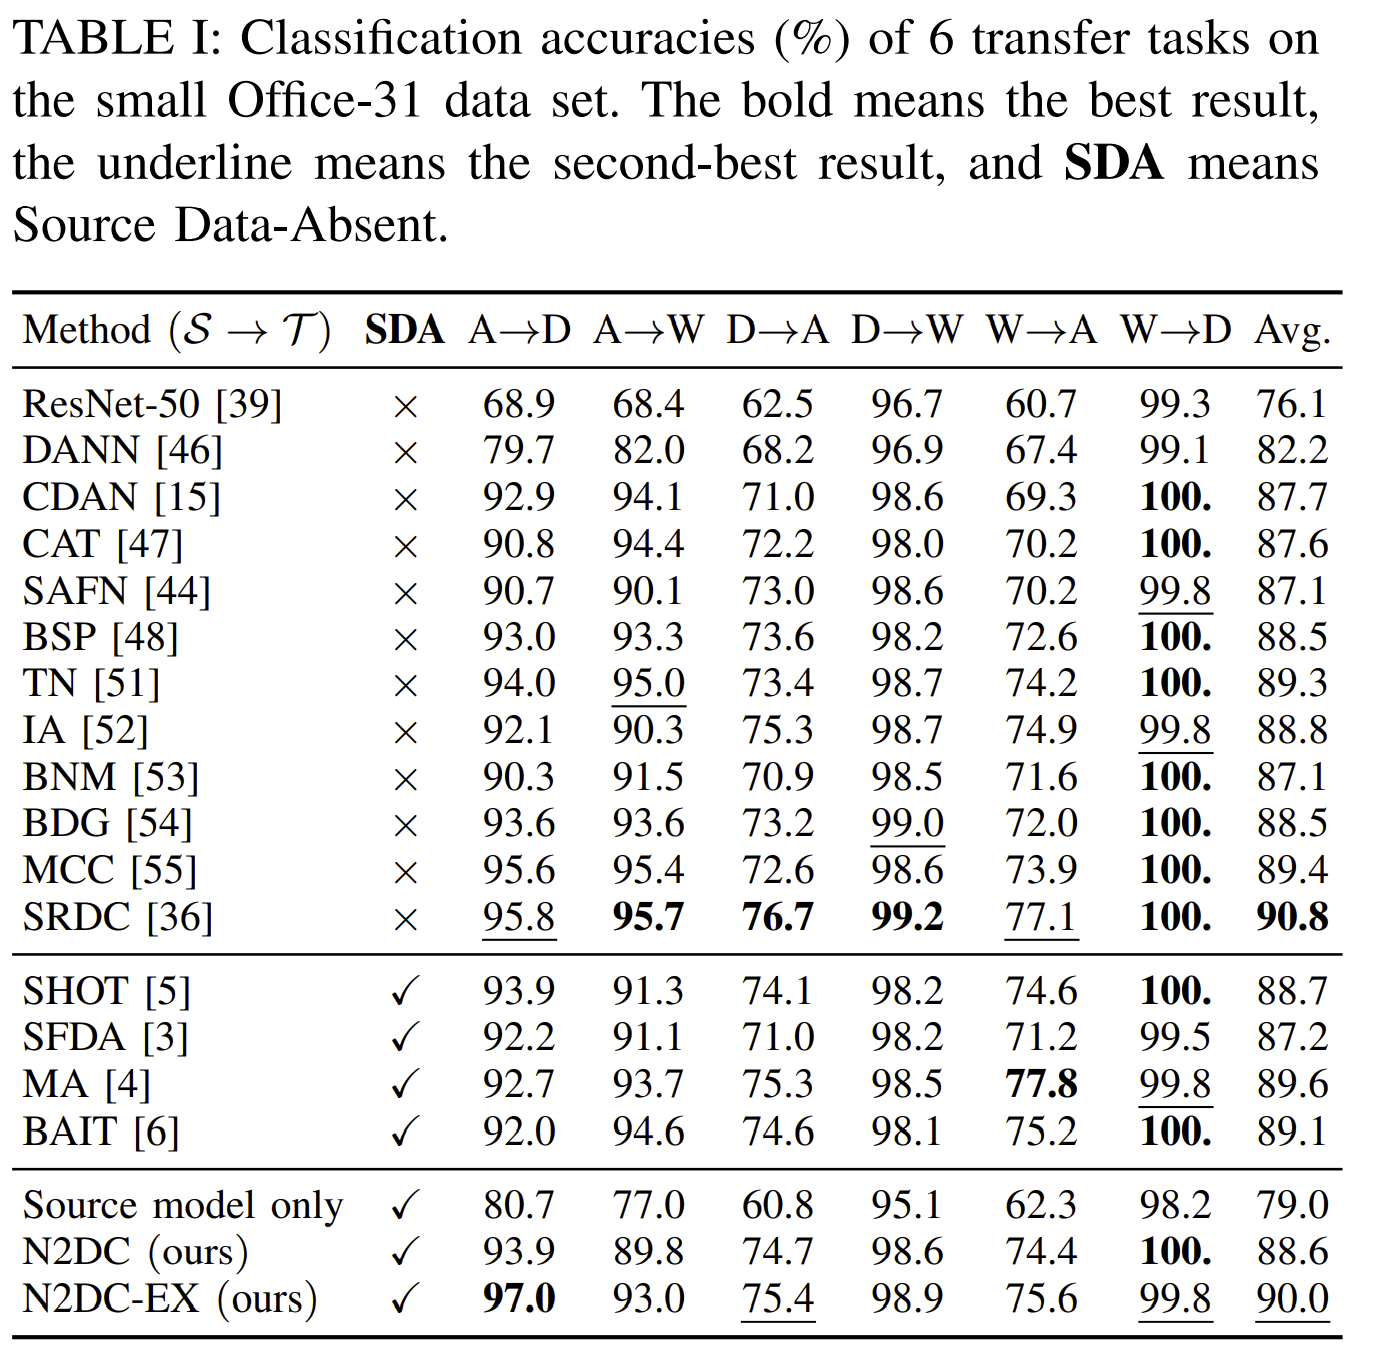 TABLE I: Classification accuracies (%) of 6 transfer tasks on
the small Office-31 data set. The bold means the best result,
the underline means the second-best result, and SDA means
Source Data-Absent.
Method (𝒮 → 𝒯) SDA A→D A→W D→A D→W W→A W→D Avg.
ResNet-50 [39] × 68.9 68.4 62.5 96.7 60.7 99.3 76.1
DANN [46] × 79.7 82.0 68.2 96.9 67.4 99.1 82.2
CDAN [15] × 92.9 94.1 71.0 98.6 69.3 100. 87.7
CAT [47] × 90.8 94.4 72.2 98.0 70.2 100. 87.6
SAFN [44] × 90.7 90.1 73.0 98.6 70.2 99.8 87.1
BSP [48] × 93.0 93.3 73.6 98.2 72.6 100. 88.5
TN [51] × 94.0 95.0 73.4 98.7 74.2 100. 89.3
IA [52] × 92.1 90.3 75.3 98.7 74.9 99.8 88.8
BNM [53] × 90.3 91.5 70.9 98.5 71.6 100. 87.1
BDG [54] × 93.6 93.6 73.2 99.0 72.0 100. 88.5
MCC [55] × 95.6 95.4 72.6 98.6 73.9 100. 89.4
SRDC [36] × 95.8 95.7 76.7 99.2 77.1 100. 90.8
SHOT [5] ✓ 93.9 91.3 74.1 98.2 74.6 100. 88.7
SFDA [3] ✓ 92.2 91.1 71.0 98.2 71.2 99.5 87.2
MA [4] ✓ 92.7 93.7 75.3 98.5 77.8 99.8 89.6
BAIT [6] ✓ 92.0 94.6 74.6 98.1 75.2 100. 89.1
Source model only ✓ 80.7 77.0 60.8 95.1 62.3 98.2 79.0
N2DC (ours) ✓ 93.9 89.8 74.7 98.6 74.4 100. 88.6
N2DC-EX (ours) ✓ 97.0 93.0 75.4 98.9 75.6 99.8 90.0